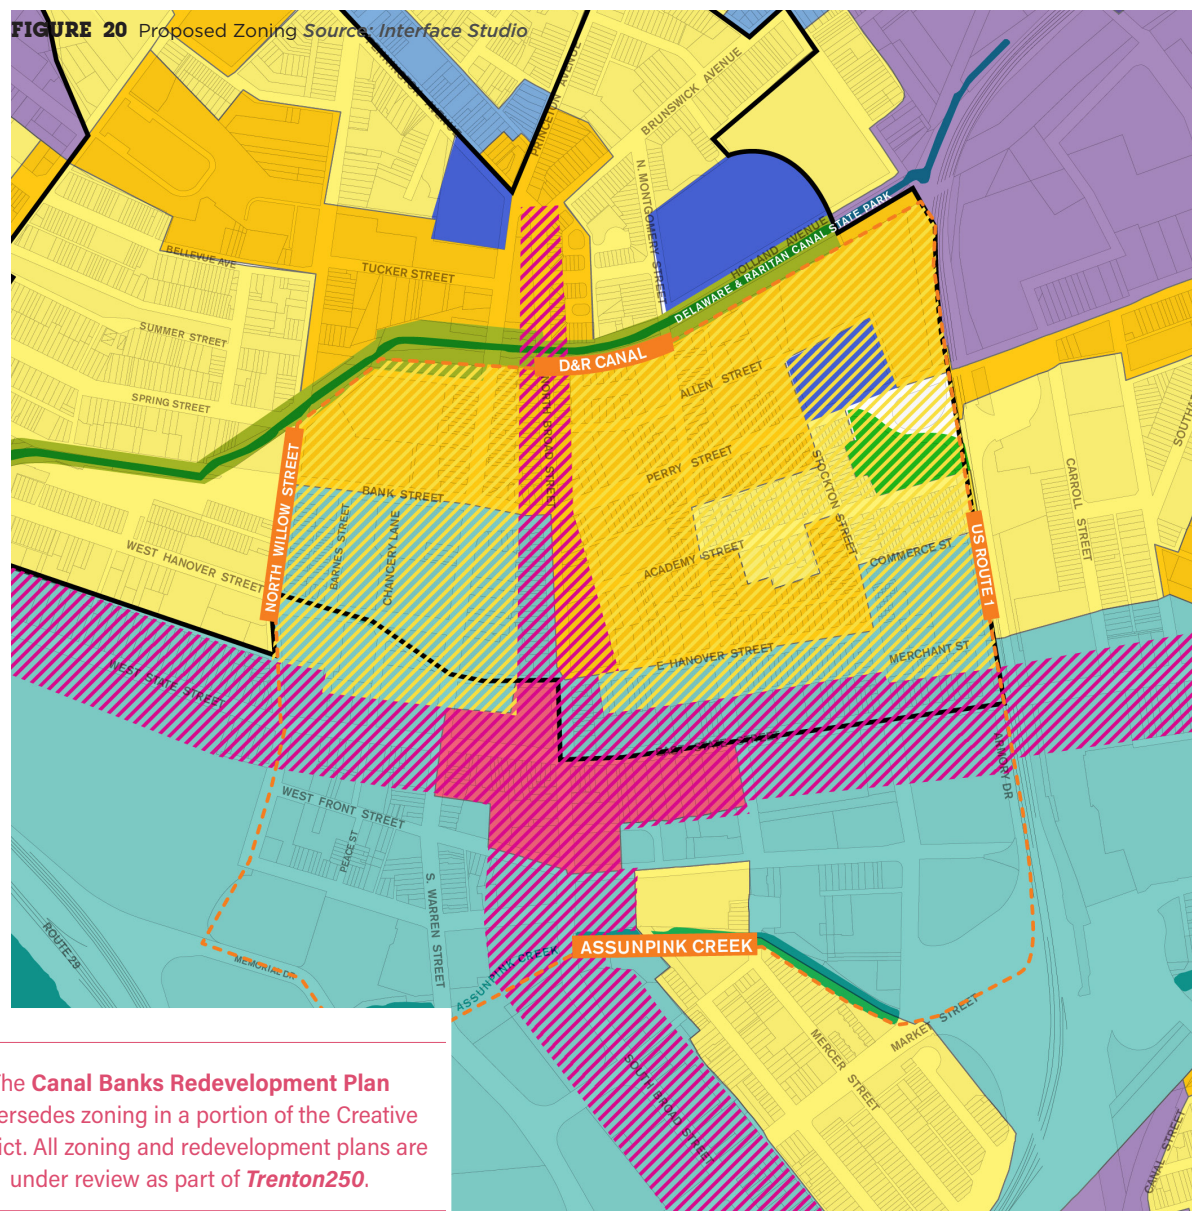 FIGURE 20 Proposed Zoning Source: Interface Studio
PRINCETON AVENUE
BRUNSWICK AVENUE
N. MONTGOMERY STREET
HOLLAND AVENUE
DELAWARE & RARITAN CANAL STATE PARK
BELLEVUE AVE
TUCKER STREET
SUMMER STREET
SPRING STREET
D&R CANAL
ALLEN STREET
NORTH BROAD STREET
PERRY STREET
STOCKTON STREET
SOUTH
CARROLL STREET
NORTH WILLOW STREET
BANK STREET
BARNES STREET
CHANCERY LANE
WEST HANOVER STREET
ACADEMY STREET
COMMERCE ST
US ROUTE 1
E HANOVER STREET
MERCHANT ST
WEST STATE STREET
ARMORY DR
WEST FRONT STREET
PEACE ST
S. WARREN STREET
ROUTE 29
MEMORIAL DR
ASSUNPINK CREEK
ASSUNPINK CREEK
MARKET STREET
MERCER STREET
SOUTH BROAD STREET
CANAL STREET
he Canal Banks Redevelopment Plan
ersedes zoning in a portion of the Creative
ict. All zoning and redevelopment plans are
under review as part of Trenton250.